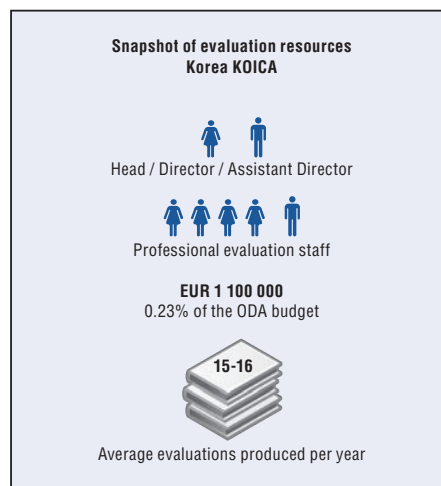 Snapshot of evaluation resources
Korea KOICA
Head / Director / Assistant Director
Professional evaluation staff
EUR 1 100 000
0.23% of the ODA budget
15-16
Average evaluations produced per year